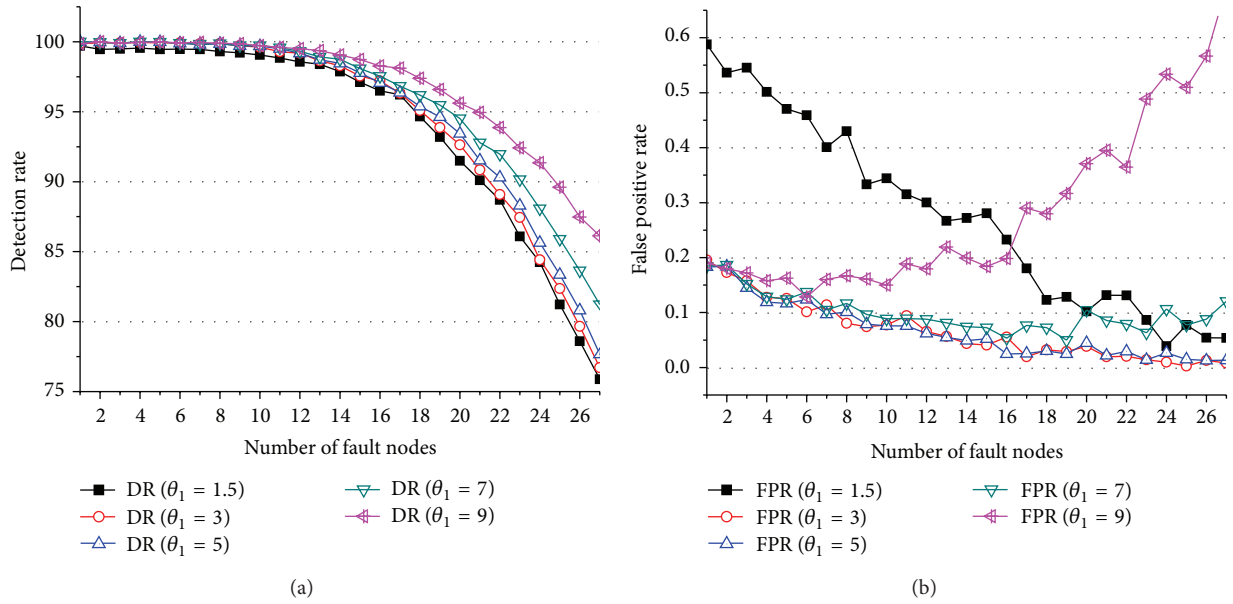 100
95
90
85
80
75
Detection rate
2 4 6 8 10 12 14 16 18 20 22 24 26
Number of fault nodes
DR (θ1 = 1.5)
DR (θ1 = 3)
DR (θ1 = 5)
DR (θ1 = 7)
DR (θ1 = 9)
(a)
0.6
0.5
0.4
0.3
0.2
0.1
0.0
False positive rate
2 4 6 8 10 12 14 16 18 20 22 24 26
Number of fault nodes
FPR (θ1 = 1.5)
FPR (θ1 = 3)
FPR (θ1 = 5)
FPR (θ1 = 7)
FPR (θ1 = 9)
(b)